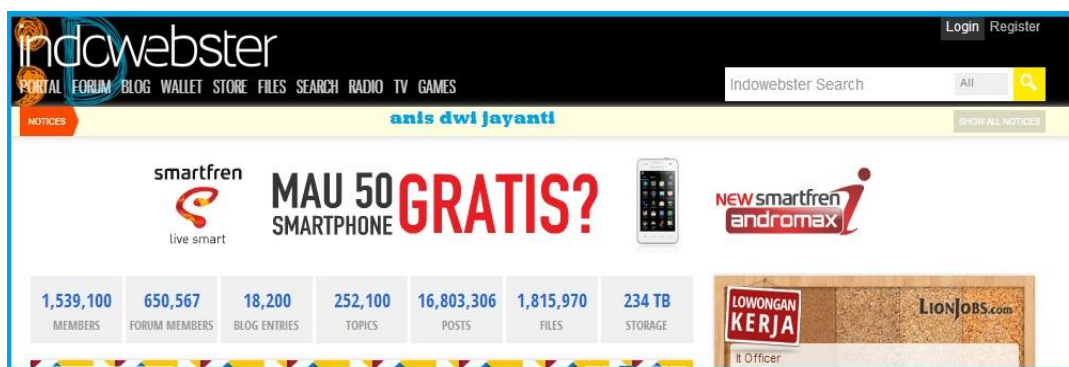 Login Register
indowebster
PORTAL FORUM BLOG WALLET STORE FILES SEARCH RADIO TV GAMES
Indowebster Search All
NOTICES anis dwi jayanti SHOW ALL NOTICES
smartfren
live smart
MAU 50
SMARTPHONE
GRATIS?
NEW smartfren
andromax i
1,539,100 650,567 18,200 252,100 16,803,306 1,815,970 234 TB
MEMBERS FORUM MEMBERS BLOG ENTRIES TOPICS POSTS FILES STORAGE
LOWONGAN
KERJA
LIONJOBS.com
It Officer